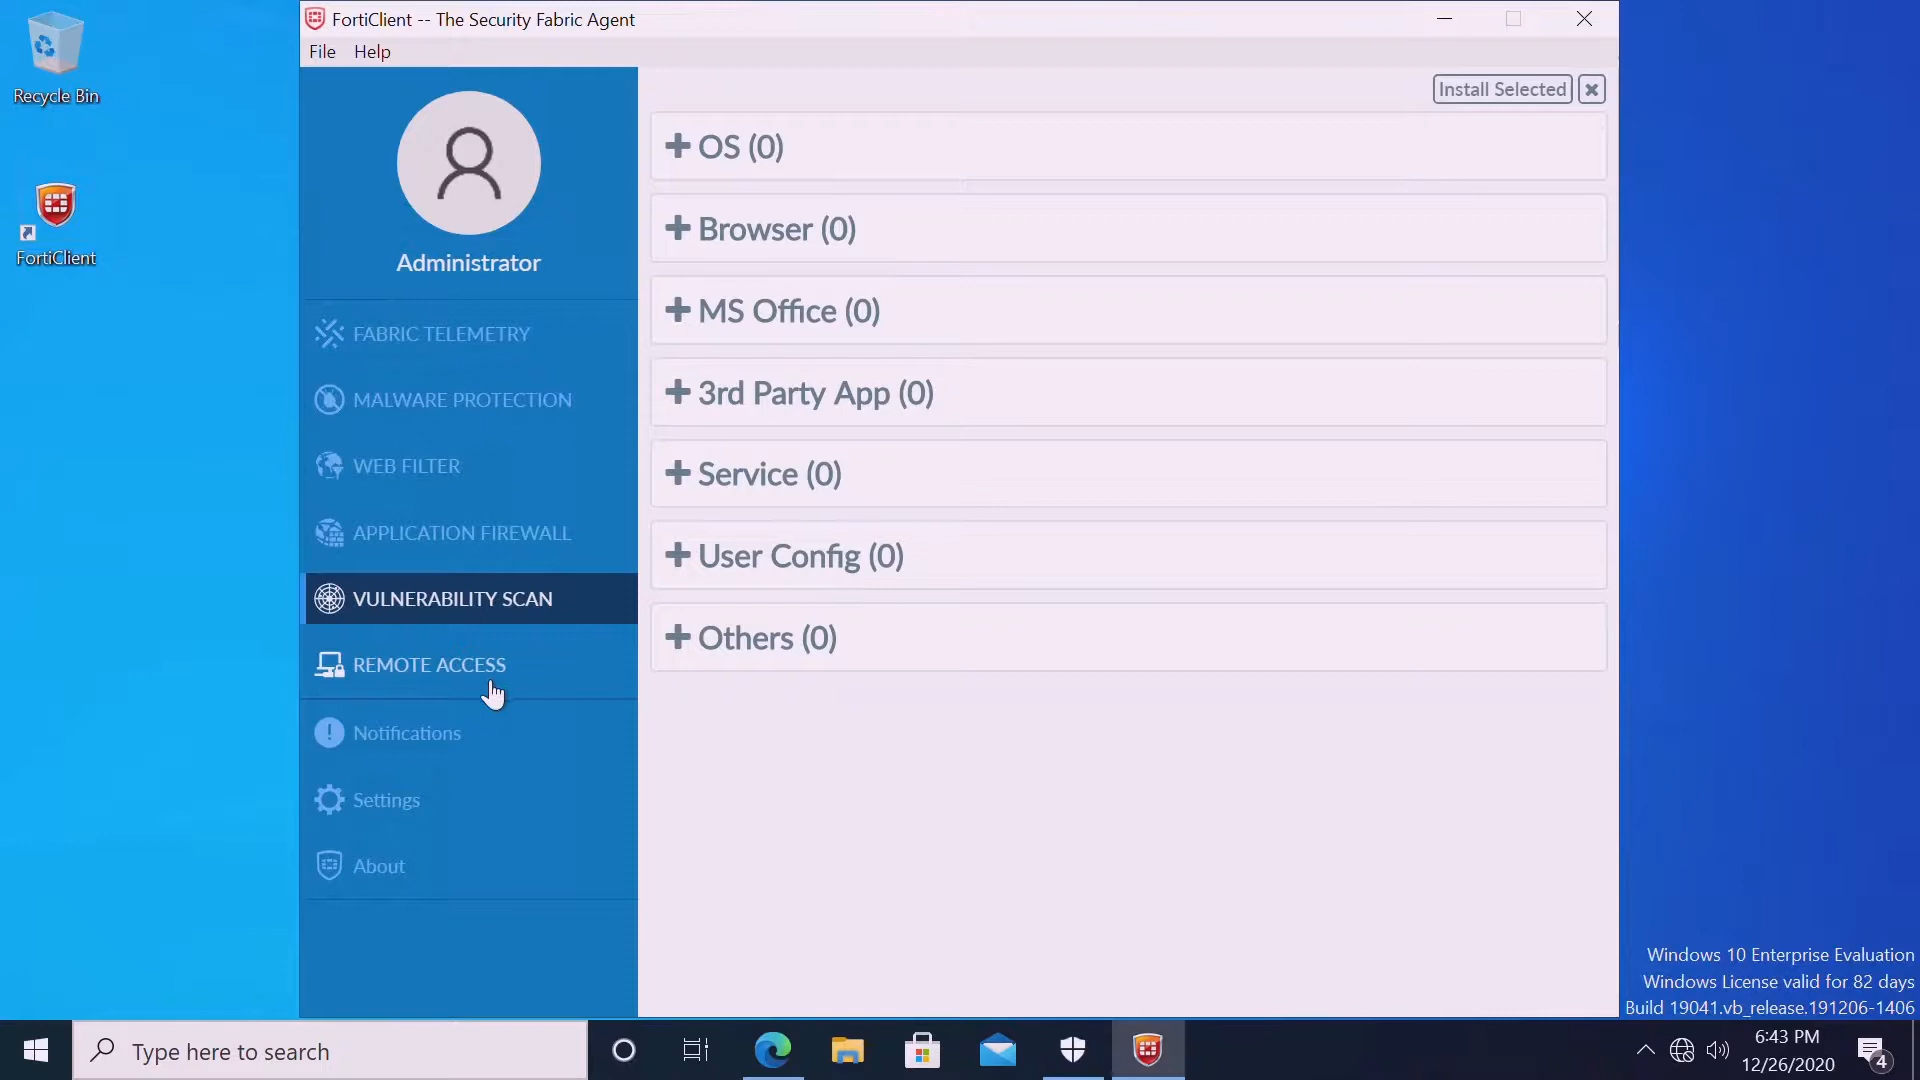 Recycle Bin
FortiClient
FortiClient -- The Security Fabric Agent
File Help
Administrator
FABRIC TELEMETRY
MALWARE PROTECTION
WEB FILTER
APPLICATION FIREWALL
VULNERABILITY SCAN
REMOTE ACCESS
Notifications
Settings
About
Install Selected
OS (0)
Browser (0)
MS Office (0)
3rd Party App (0)
Service (0)
User Config (0)
Others (0)
Windows 10 Enterprise Evaluation
Windows License valid for 82 days
Build 19041.vb_release.191206-1406
Type here to search
6:43 PM
12/26/2020
4